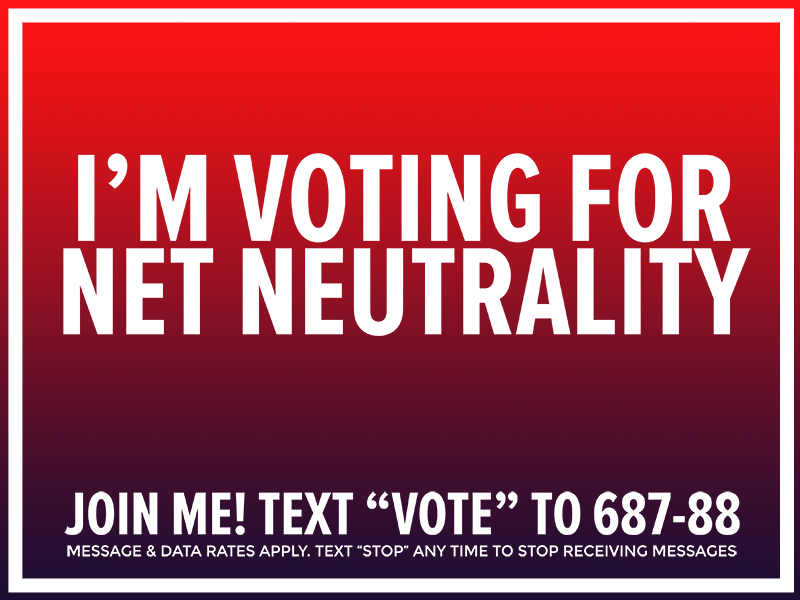 I’M VOTING FOR
NET NEUTRALITY
JOIN ME! TEXT “VOTE” TO 687-88
MESSAGE & DATA RATES APPLY. TEXT “STOP” ANY TIME TO STOP RECEIVING MESSAGES